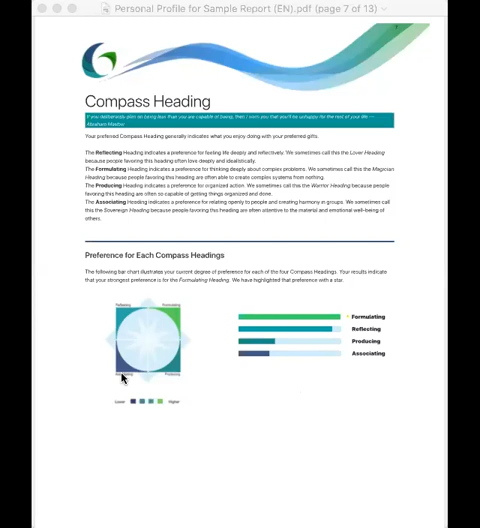 Personal Profile for Sample Report (EN).pdf (page 7 of 13)
Compass Heading
If you deliberately plan on being less than you are capable of being, then I warn you that you'll be unhappy for the rest of your life —
Abraham Maslow
Your preferred Compass Heading generally indicates what you enjoy doing with your preferred gifts.
The Reflecting Heading indicates a preference for feeling life deeply and reflectively. We sometimes call this the Lover Heading
because people favoring this heading often love deeply and idealistically.
The Formulating Heading indicates a preference for thinking deeply about complex problems. We sometimes call this the Magician
Heading because people favoring this heading are often able to create complex systems from nothing.
The Producing Heading indicates a preference for organized action. We sometimes call this the Warrior Heading because people
favoring this heading are often so capable of getting things organized and done.
The Associating Heading indicates a preference for relating openly to people and creating harmony in groups. We sometimes call
this the Sovereign Heading because people favoring this heading are often attentive to the material and emotional well-being of
others.
Preference for Each Compass Headings
The following bar chart illustrates your current degree of preference for each of the four Compass Headings. Your results indicate
that your strongest preference is for the Formulating Heading. We have highlighted that preference with a star.
Reflecting Formulating
Formulating
Reflecting
Producing
Associating
Producing
Lower Higher